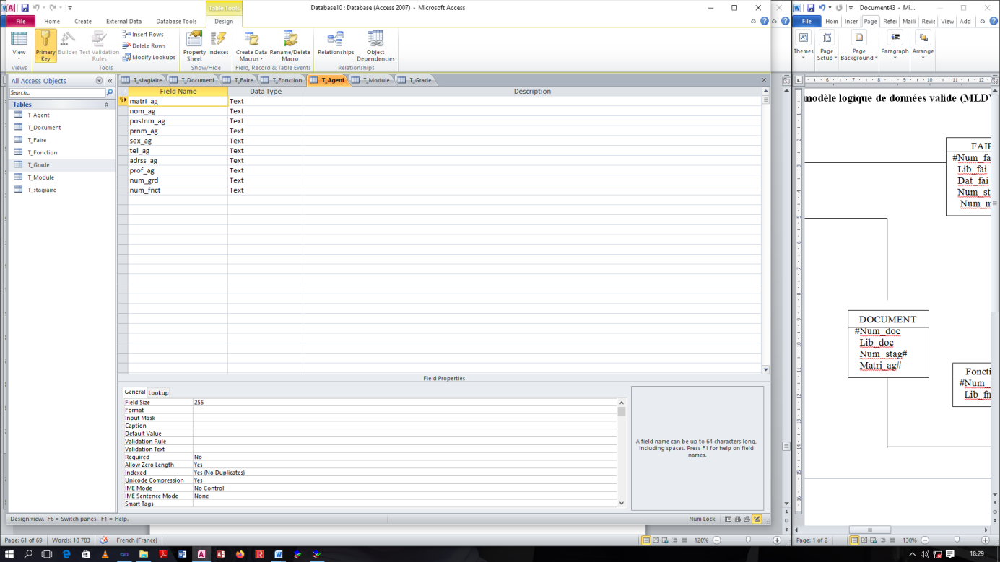 Table Tools
Database10 : Database (Access 2007) - Microsoft Access
File Home Create External Data Database Tools Design
View
Primary Key
Builder
Test Validation Rules
Insert Rows
Delete Rows
Modify Lookups
Property Sheet
Indexes
Create Data Macros
Rename/Delete Macro
Relationships
Object Dependencies
Views Tools Show/Hide Field, Record & Table Events Relationships
All Access Objects
Search...
Tables
T_Agent
T_Document
T_Faire
T_Fonction
T_Grade
T_Module
T_stagiaire
T_stagiaire T_Document T_Faire T_Fonction T_Agent T_Module T_Grade
Field Name Data Type Description
matri_ag Text
nom_ag Text
postnm_ag Text
prnm_ag Text
sex_ag Text
tel_ag Text
adrss_ag Text
prof_ag Text
num_grd Text
num_fnct Text
Field Properties
General Lookup
Field Size 255
Format
Input Mask
Caption
Default Value
Validation Rule
Validation Text
Required No
Allow Zero Length Yes
Indexed Yes (No Duplicates)
Unicode Compression Yes
IME Mode No Control
IME Sentence Mode None
Smart Tags
A field name can be up to 64 characters long,
including spaces. Press F1 for help on field
names.
Design view. F6 = Switch panes. F1 = Help.
Num Lock
Page: 61 of 69 Words: 10 783 French (France) 120%
Document43 - Mi...
File Hom Inser Page Refei Maili Revie View Add-
Themes
Page Setup
Page Background
Paragraph
Arrange
modèle logique de données valide (MLD)
FAI
#Num_fa
Lib_fai
Dat_fai
Num_st
Num_m
DOCUMENT
#Num_doc
Lib_doc
Num_stag#
Matri_ag#
Foncti
#Num_
Lib_fn
Page: 1 of 2 130%
18:29